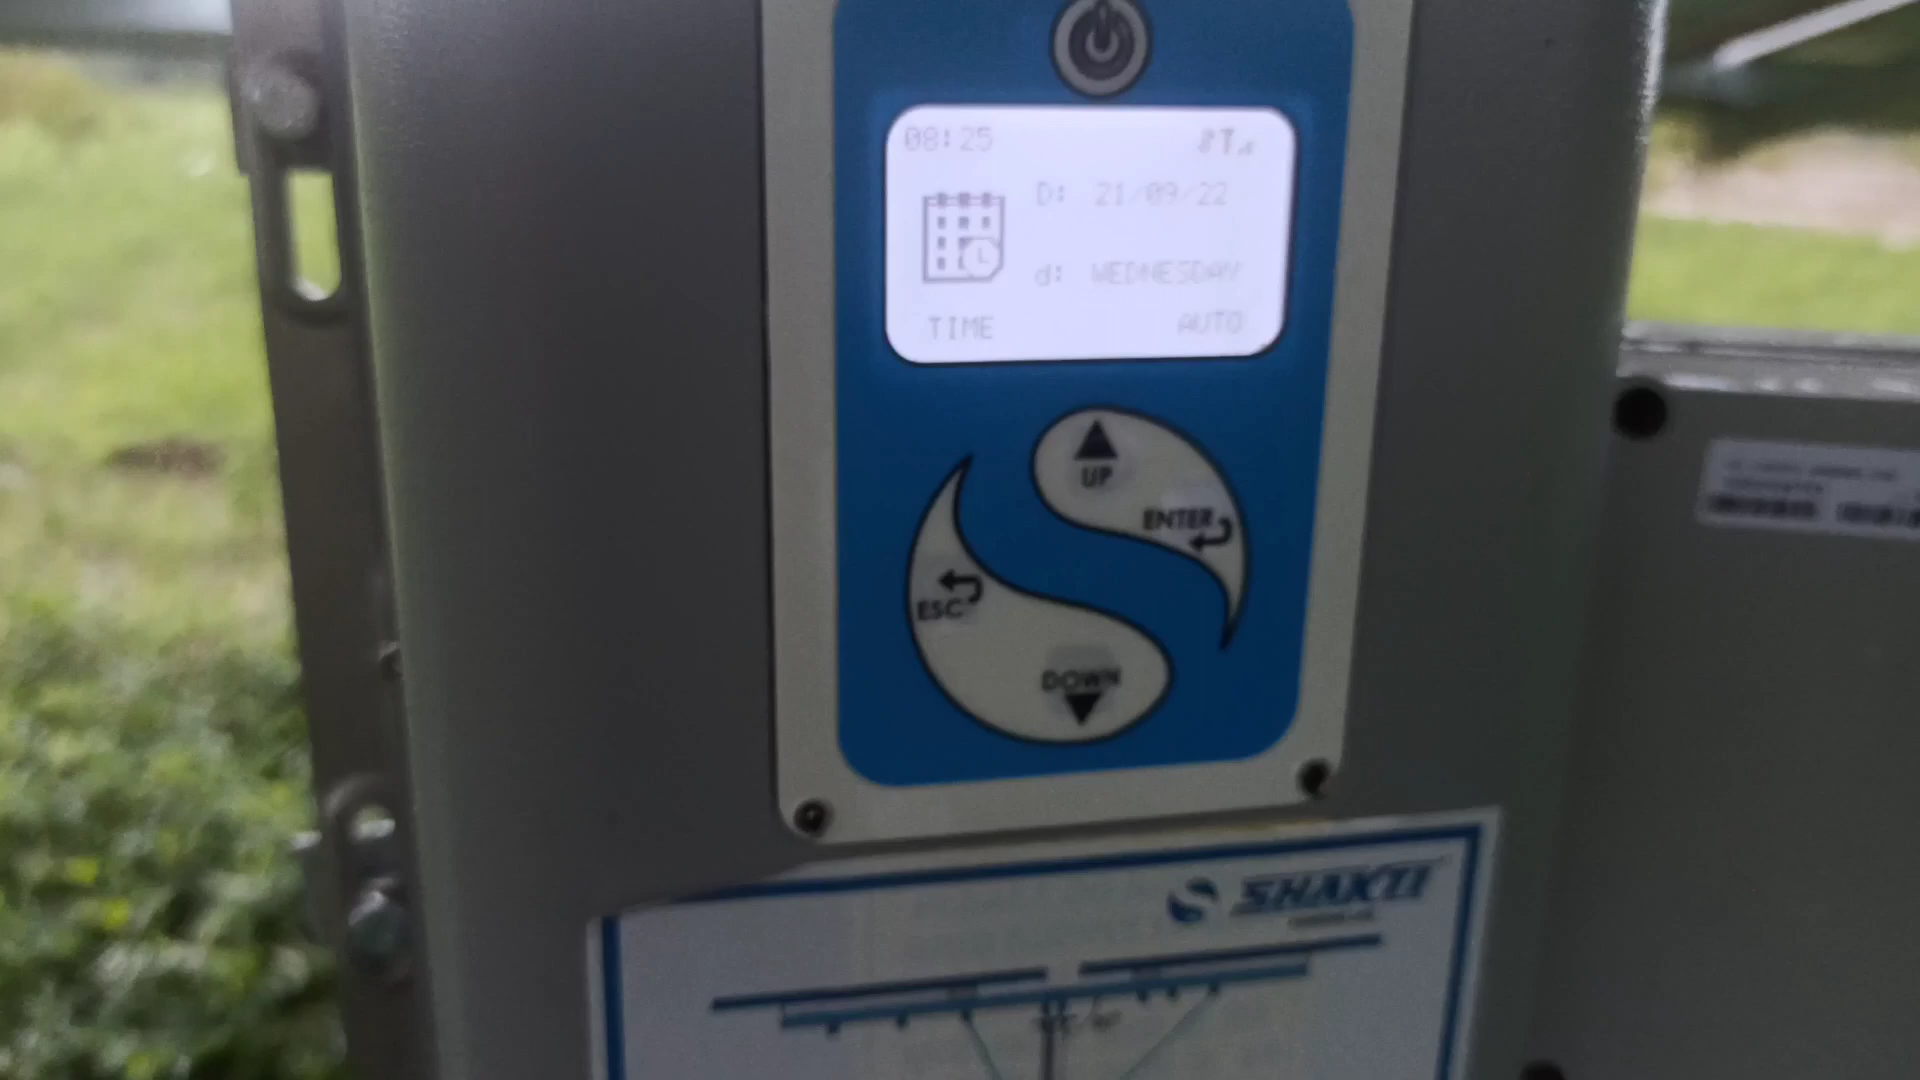 08:25
D: 21/09/22
d: WEDNESDAY
TIME AUTO
UP
ENTER
ESC
DOWN
SHAKTI